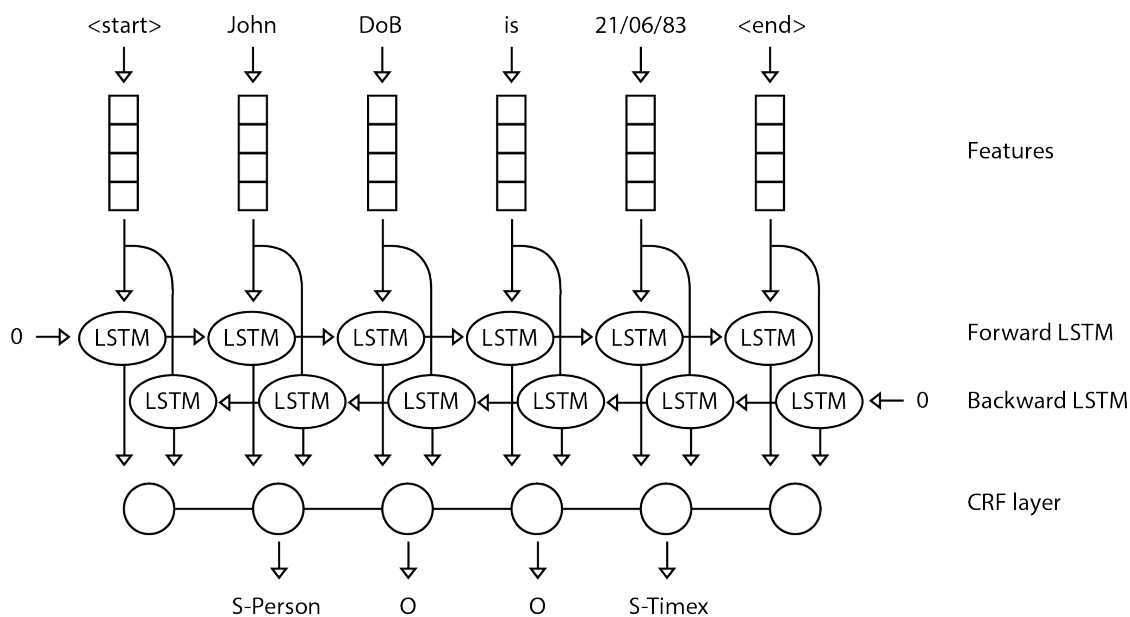 <start> John DoB is 21/06/83 <end>
Features
0 LSTM LSTM LSTM LSTM LSTM LSTM Forward LSTM
LSTM LSTM LSTM LSTM LSTM LSTM 0 Backward LSTM
CRF layer
S-Person O O S-Timex